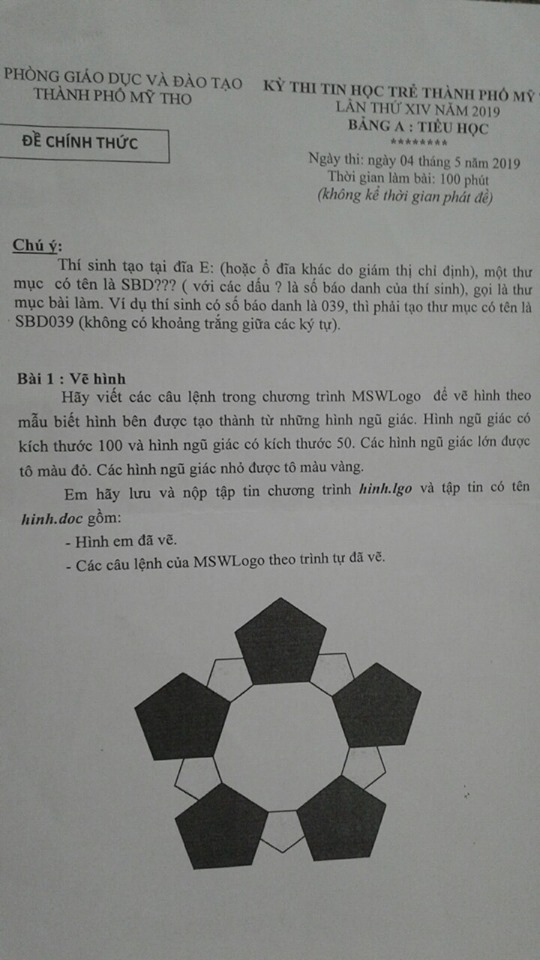 PHÒNG GIÁO DỤC VÀ ĐÀO TẠO
THÀNH PHỐ MỸ THO
ĐỀ CHÍNH THỨC
KỲ THI TIN HỌC TRẺ THÀNH PHỐ MỸ
LẦN THỨ XIV NĂM 2019
BẢNG A : TIỂU HỌC
********
Ngày thi: ngày 04 tháng 5 năm 2019
Thời gian làm bài: 100 phút
(không kể thời gian phát đề)
Chú ý:
Thí sinh tạo tại đĩa E: (hoặc ổ đĩa khác do giám thị chỉ định), một thư
mục có tên là SBD??? ( với các dấu ? là số báo danh của thí sinh), gọi là thư
mục bài làm. Ví dụ thí sinh có số báo danh là 039, thì phải tạo thư mục có tên là
SBD039 (không có khoảng trắng giữa các ký tự).
Bài 1 : Vẽ hình
Hãy viết các câu lệnh trong chương trình MSWLogo để vẽ hình theo
mẫu biết hình bên được tạo thành từ những hình ngũ giác. Hình ngũ giác có
kích thước 100 và hình ngũ giác có kích thước 50. Các hình ngũ giác lớn được
tô màu đỏ. Các hình ngũ giác nhỏ được tô màu vàng.
Em hãy lưu và nộp tập tin chương trình hinh.lgo và tập tin có tên
hinh.doc gồm:
- Hình em đã vẽ.
- Các câu lệnh của MSWLogo theo trình tự đã vẽ.